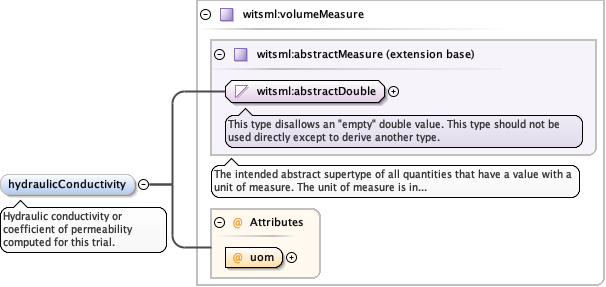 witsml:volumeMeasure
witsml:abstractMeasure (extension base)
witsml:abstractDouble
This type disallows an "empty" double value. This type should not be
used directly except to derive another type.
The intended abstract supertype of all quantities that have a value with a
unit of measure. The unit of measure is in...
hydraulicConductivity
Hydraulic conductivity or
coefficient of permeability
computed for this trial.
@ Attributes
@ uom